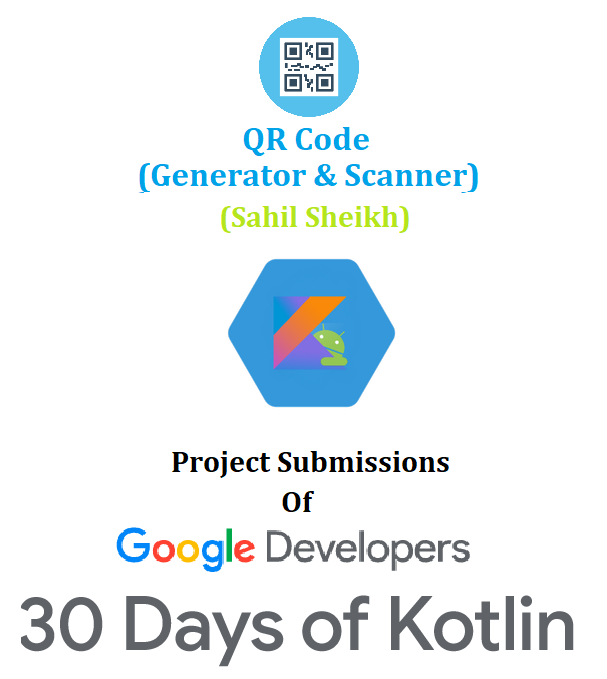 QR Code
(Generator & Scanner)
(Sahil Sheikh)
Project Submissions
Of
Google Developers
30 Days of Kotlin